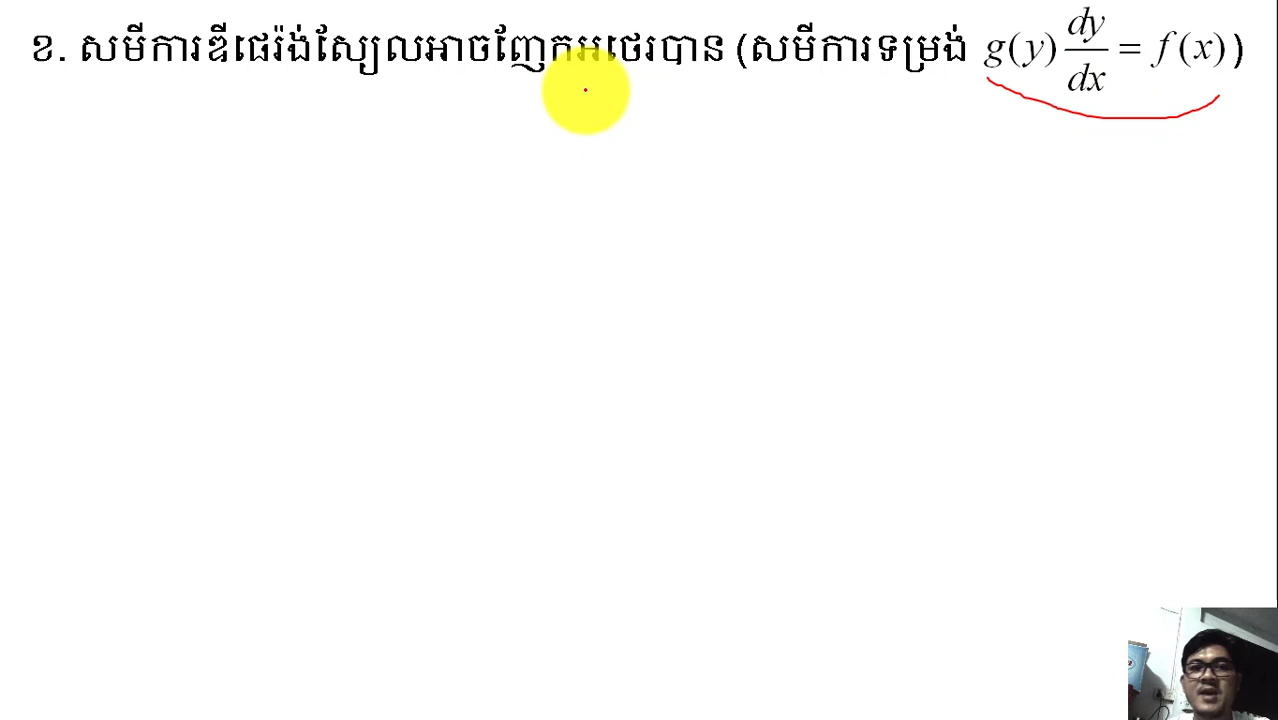 ខ. សមីការឌីផេរ៉ង់ស្យែលអាចញែកអថេរបាន (សមីការទម្រង់ g(y) dy/dx = f(x))